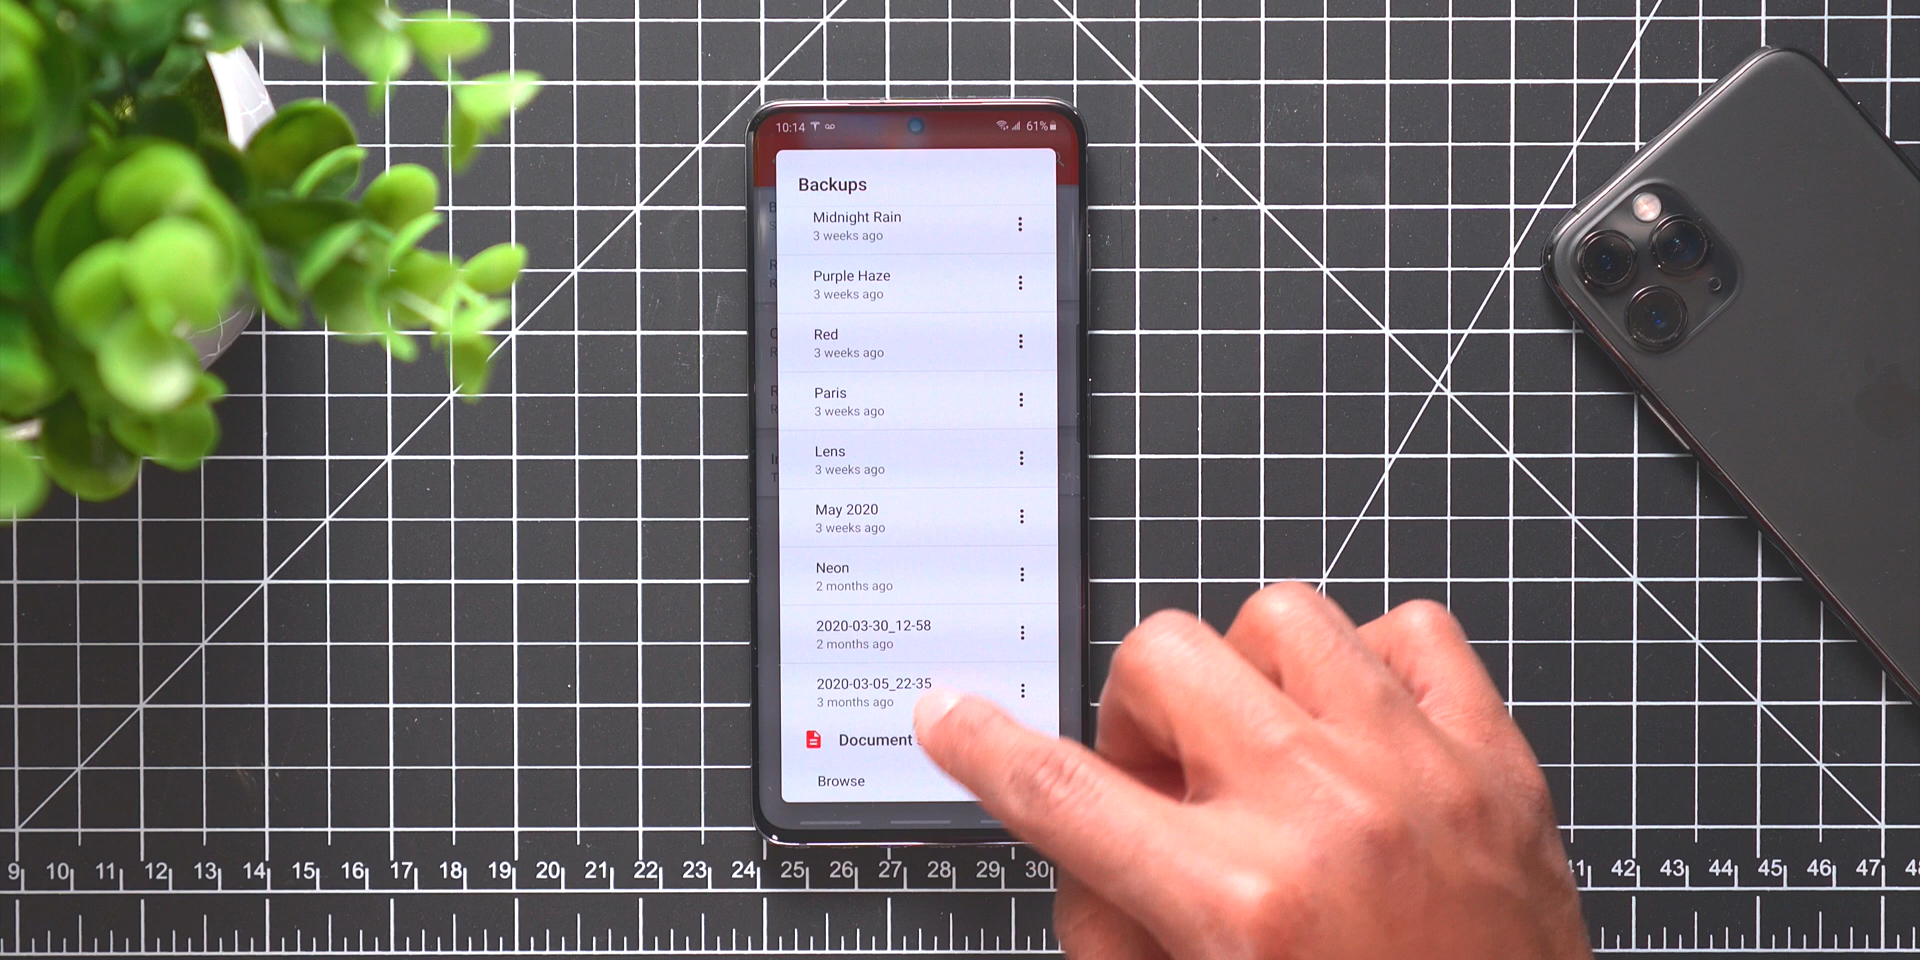 10:14
61%
Backups
Midnight Rain
3 weeks ago
Purple Haze
3 weeks ago
Red
3 weeks ago
Paris
3 weeks ago
Lens
3 weeks ago
May 2020
3 weeks ago
Neon
2 months ago
2020-03-30_12-58
2 months ago
2020-03-05_22-35
3 months ago
Document
Browse
9 10 11 12 13 14 15 16 17 18 19 20 21 22 23 24 25 26 27 28 29 30 41 42 43 44 45 46 47 48